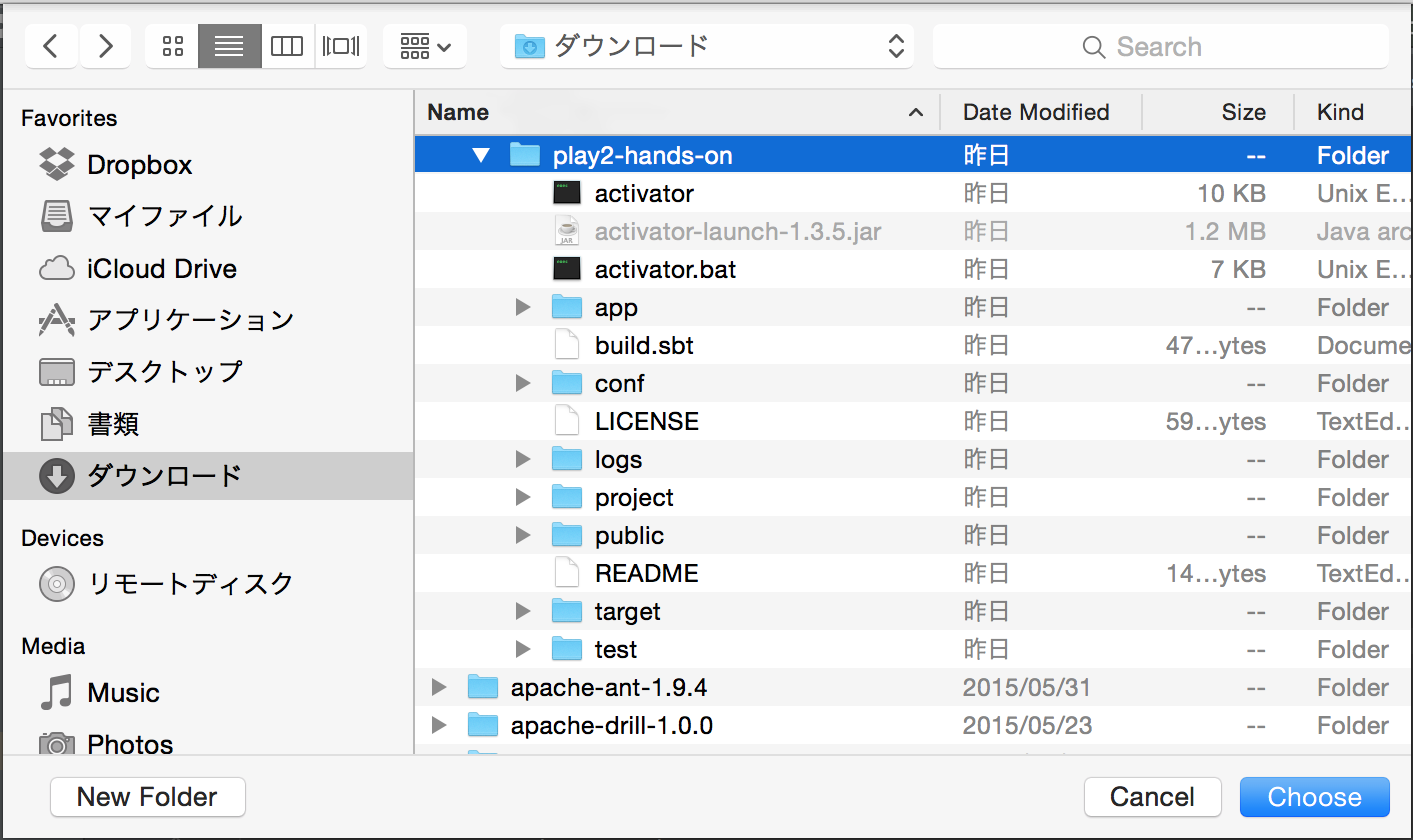 ダウンロード
Search
Favorites
Dropbox
マイファイル
iCloud Drive
アプリケーション
デスクトップ
書類
ダウンロード
Devices
リモートディスク
Media
Music
Photos
Name Date Modified Size Kind
play2-hands-on 昨日 -- Folder
activator 昨日 10 KB Unix E...
activator-launch-1.3.5.jar 昨日 1.2 MB Java arc
JAR
activator.bat 昨日 7 KB Unix E...
app 昨日 -- Folder
build.sbt 昨日 47...ytes Docume
conf 昨日 -- Folder
LICENSE 昨日 59...ytes TextEd...
logs 昨日 -- Folder
project 昨日 -- Folder
public 昨日 -- Folder
README 昨日 14...ytes TextEd...
target 昨日 -- Folder
test 昨日 -- Folder
apache-ant-1.9.4 2015/05/31 -- Folder
apache-drill-1.0.0 2015/05/23 -- Folder
New Folder
Cancel
Choose